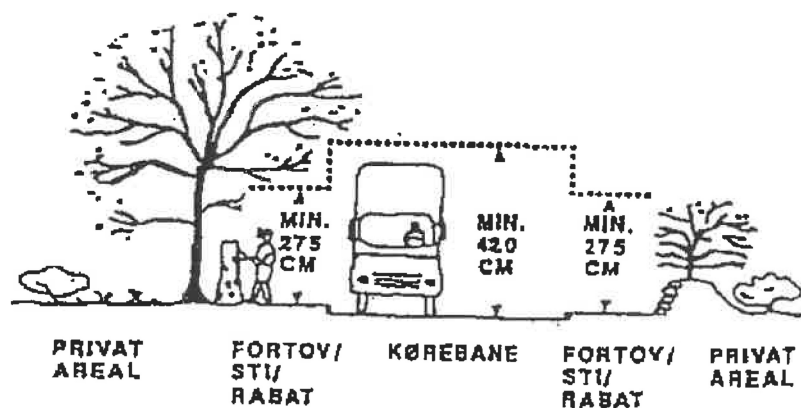 MIN.
275
CM
MIN.
420
CM
MIN.
275
CM
PRIVAT
AREAL
FORTOV/
STI/
RABAT
KØREBANE
FORTOV/
STI/
RABAT
PRIVAT
AREAL